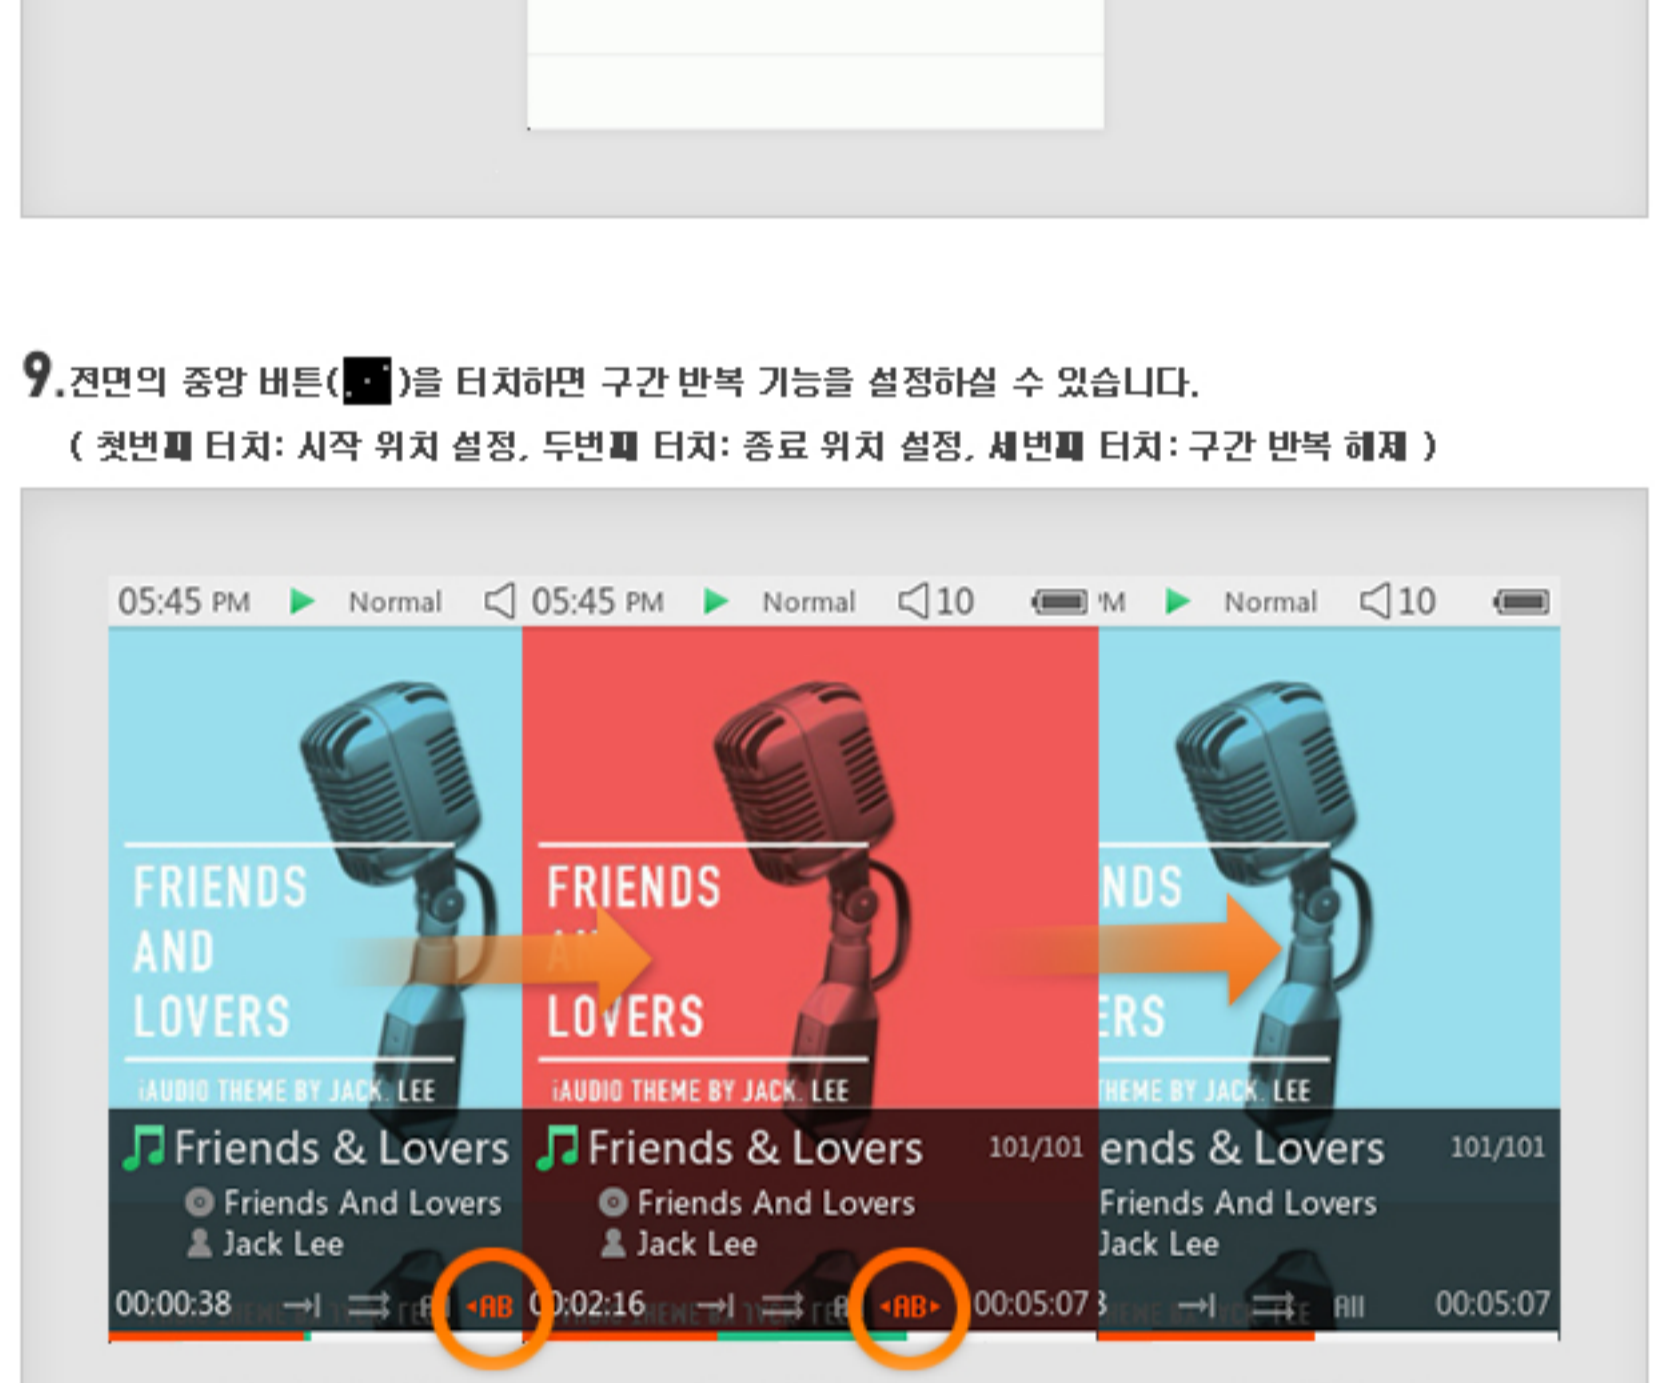 9.전면의 중앙 버튼( )을 터치하면 구간 반복 기능을 설정하실 수 있습니다.
( 첫번째 터치: 시작 위치 설정, 두번째 터치: 종료 위치 설정, 세번째 터치: 구간 반복 해제 )
05:45 PM Normal
05:45 PM Normal 10
'M Normal 10
FRIENDS
AND
LOVERS
iAUDIO THEME BY JACK. LEE
Friends & Lovers
Friends And Lovers
Jack Lee
00:00:38 ◂AB
FRIENDS
LOVERS
iAUDIO THEME BY JACK. LEE
Friends & Lovers 101/101
Friends And Lovers
Jack Lee
00:02:16 ◂AB▸ 00:05:07
NDS
ERS
HEME BY JACK. LEE
ends & Lovers 101/101
Friends And Lovers
Jack Lee
All 00:05:07